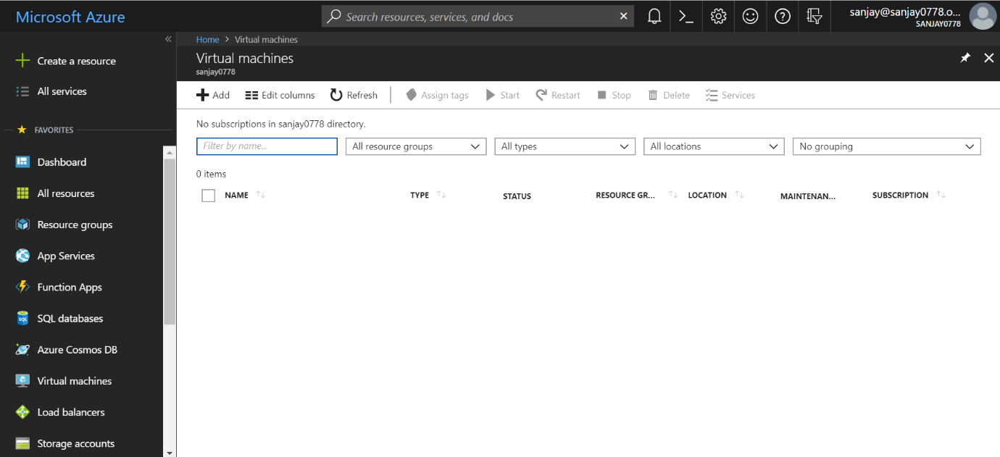 Microsoft Azure
Search resources, services, and docs
sanjay@sanjay0778.o...
SANJAY0778
Home > Virtual machines
Virtual machines
sanjay0778
Create a resource
All services
FAVORITES
Dashboard
All resources
Resource groups
App Services
Function Apps
SQL databases
Azure Cosmos DB
Virtual machines
Load balancers
Storage accounts
Add Edit columns Refresh Assign tags Start Restart Stop Delete Services
No subscriptions in sanjay0778 directory.
Filter by name... All resource groups All types All locations No grouping
0 items
NAME TYPE STATUS RESOURCE GR... LOCATION MAINTENAN... SUBSCRIPTION